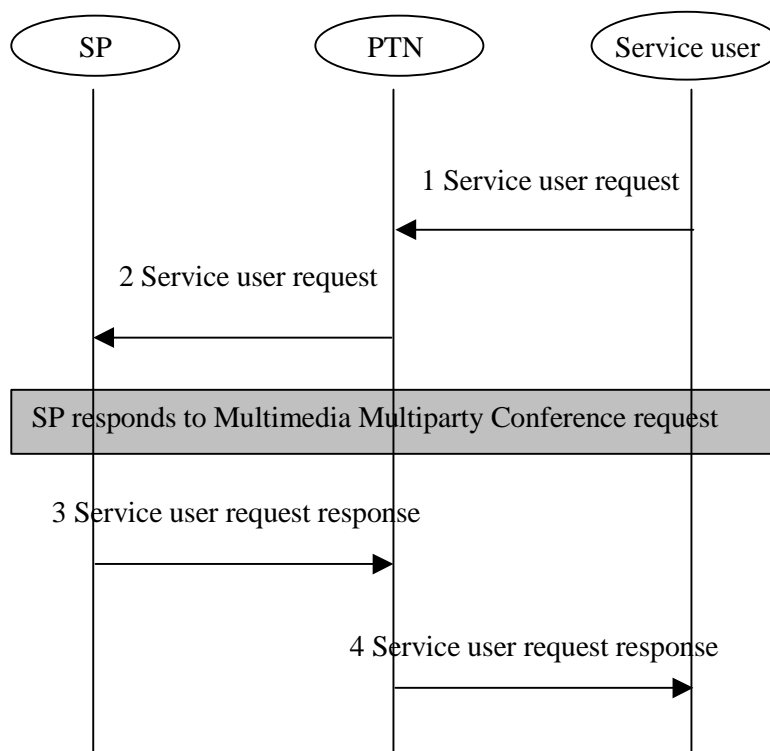 SP
PTN
Service user
1 Service user request
2 Service user request
SP responds to Multimedia Multiparty Conference request
3 Service user request response
4 Service user request response